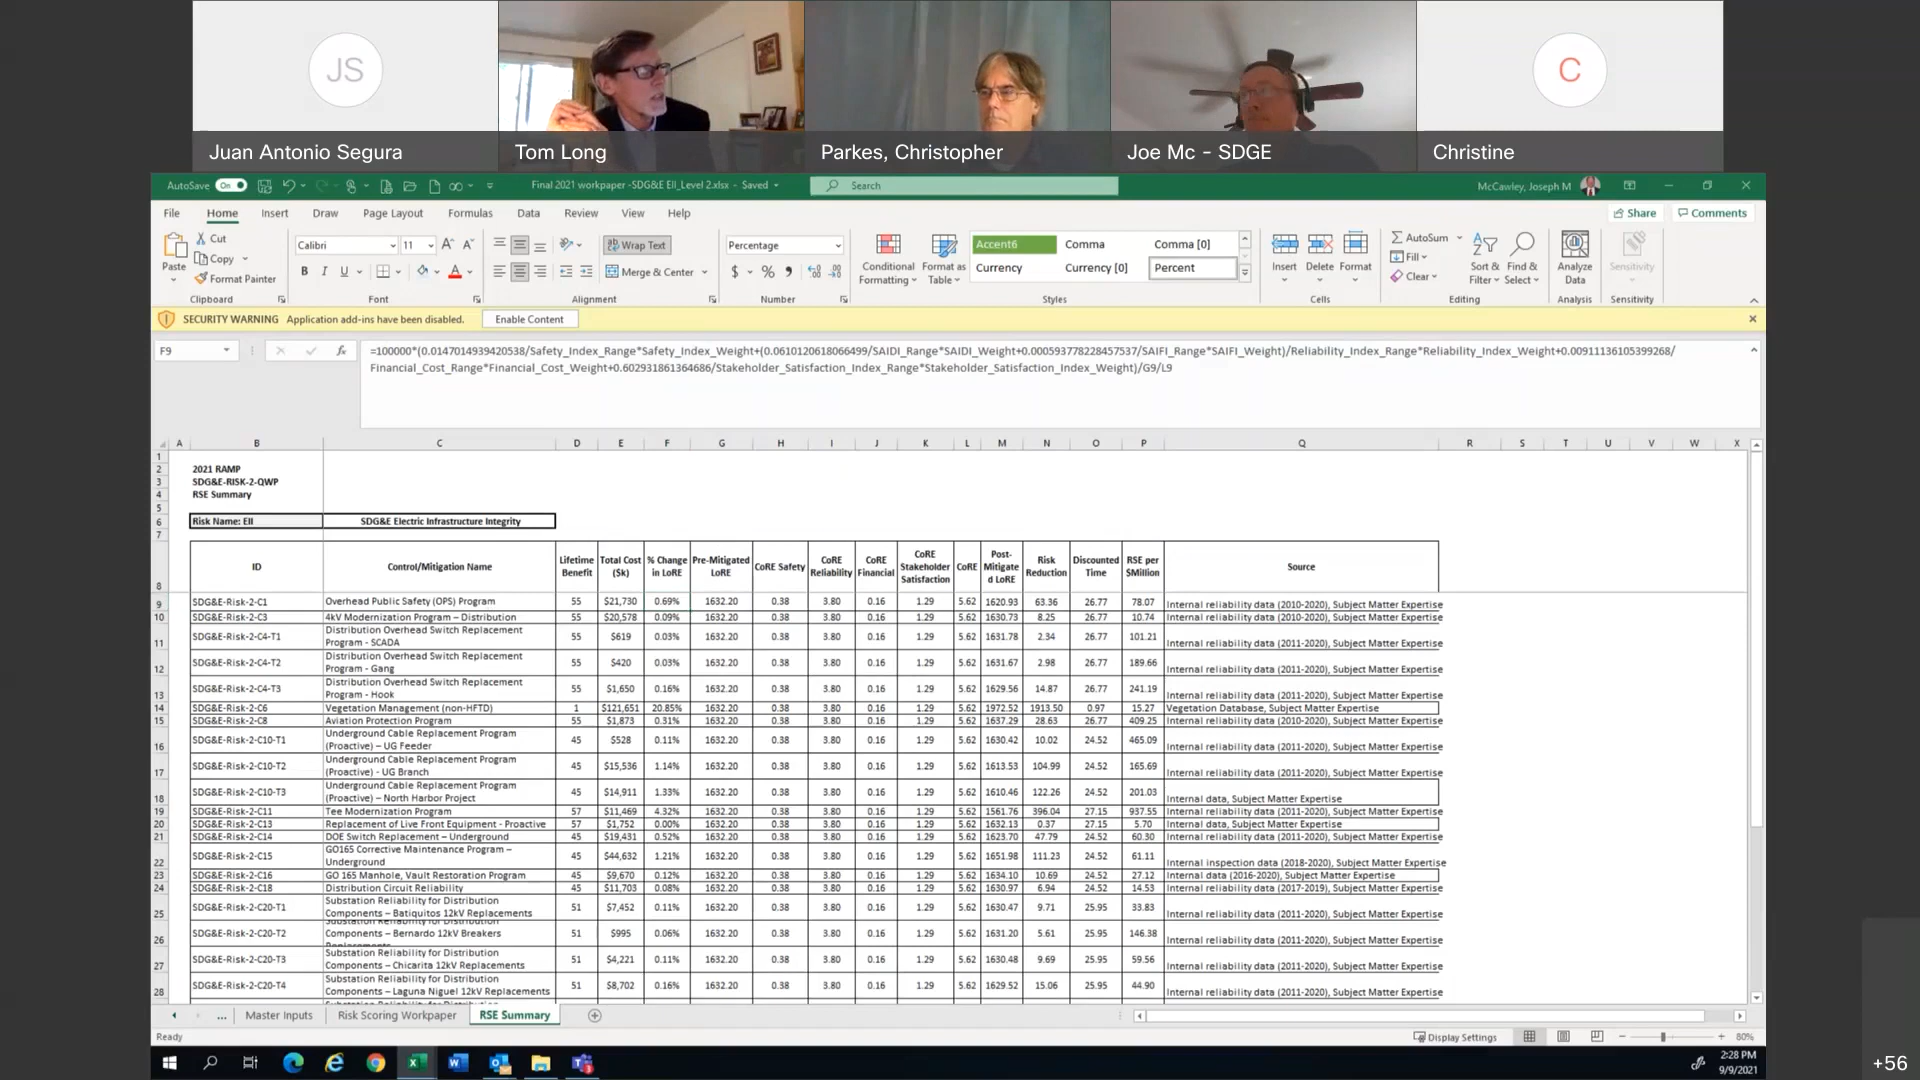 JS
C
Juan Antonio Segura
Tom Long
Parkes, Christopher
Joe Mc - SDGE
Christine
AutoSave On Final 2021 workpaper -SDG&E EII_Level 2.xlsx - Saved Search McCawley, Joseph M
File Home Insert Draw Page Layout Formulas Data Review View Help Share Comments
Paste Cut Copy Format Painter Clipboard
Calibri 11 B I U Font
Wrap Text Merge & Center Alignment
Percentage $ % Number
Conditional Formatting Format as Table Accent6 Comma Comma [0] Currency Currency [0] Percent Styles
Insert Delete Format Cells
AutoSum Fill Clear Sort & Filter Find & Select Editing
Analyze Data Analysis
Sensitivity Sensitivity
SECURITY WARNING Application add-ins have been disabled. Enable Content
F9 fx =100000*(0.0147014939420538/Safety_Index_Range*Safety_Index_Weight+(0.0610120618066499/SAIDI_Range*SAIDI_Weight+0.000593778228457537/SAIFI_Range*SAIFI_Weight)/Reliability_Index_Range*Reliability_Index_Weight+0.00911136105399268/
Financial_Cost_Range*Financial_Cost_Weight+0.602931861364686/Stakeholder_Satisfaction_Index_Range*Stakeholder_Satisfaction_Index_Weight)/G9/L9
A B C D E F G H I J K L M N O P Q R S T U V W X
1
2 2021 RAMP
3 SDG&E-RISK-2-QWP
4 RSE Summary
5
6 Risk Name: EII SDG&E Electric Infrastructure Integrity
7
8 ID Control/Mitigation Name Lifetime Benefit Total Cost ($k) % Change in LoRE Pre-Mitigated LoRE CoRE Safety CoRE Reliability CoRE Financial CoRE Stakeholder Satisfaction CoRE Post-Mitigated LoRE Risk Reduction Discounted Time RSE per $Million Source
9 SDG&E-Risk-2-C1 Overhead Public Safety (OPS) Program 55 $21,730 0.69% 1632.20 0.38 3.80 0.16 1.29 5.62 1620.93 63.36 26.77 78.07 Internal reliability data (2010-2020), Subject Matter Expertise
10 SDG&E-Risk-2-C3 4kV Modernization Program – Distribution 55 $20,578 0.09% 1632.20 0.38 3.80 0.16 1.29 5.62 1630.73 8.25 26.77 10.74 Internal reliability data (2010-2020), Subject Matter Expertise
11 SDG&E-Risk-2-C4-T1 Distribution Overhead Switch Replacement Program - SCADA 55 $619 0.03% 1632.20 0.38 3.80 0.16 1.29 5.62 1631.78 2.34 26.77 101.21 Internal reliability data (2011-2020), Subject Matter Expertise
12 SDG&E-Risk-2-C4-T2 Distribution Overhead Switch Replacement Program - Gang 55 $420 0.03% 1632.20 0.38 3.80 0.16 1.29 5.62 1631.67 2.98 26.77 189.66 Internal reliability data (2011-2020), Subject Matter Expertise
13 SDG&E-Risk-2-C4-T3 Distribution Overhead Switch Replacement Program - Hook 55 $1,650 0.16% 1632.20 0.38 3.80 0.16 1.29 5.62 1629.56 14.87 26.77 241.19 Internal reliability data (2011-2020), Subject Matter Expertise
14 SDG&E-Risk-2-C6 Vegetation Management (non-HFTD) 1 $121,651 20.85% 1632.20 0.38 3.80 0.16 1.29 5.62 1972.52 1913.50 0.97 15.27 Vegetation Database, Subject Matter Expertise
15 SDG&E-Risk-2-C8 Aviation Protection Program 55 $1,873 0.31% 1632.20 0.38 3.80 0.16 1.29 5.62 1637.29 28.63 26.77 409.25 Internal reliability data (2010-2020), Subject Matter Expertise
16 SDG&E-Risk-2-C10-T1 Underground Cable Replacement Program (Proactive) – UG Feeder 45 $528 0.11% 1632.20 0.38 3.80 0.16 1.29 5.62 1630.42 10.02 24.52 465.09 Internal reliability data (2011-2020), Subject Matter Expertise
17 SDG&E-Risk-2-C10-T2 Underground Cable Replacement Program (Proactive) - UG Branch 45 $15,536 1.14% 1632.20 0.38 3.80 0.16 1.29 5.62 1613.53 104.99 24.52 165.69 Internal reliability data (2011-2020), Subject Matter Expertise
18 SDG&E-Risk-2-C10-T3 Underground Cable Replacement Program (Proactive) – North Harbor Project 45 $14,911 1.33% 1632.20 0.38 3.80 0.16 1.29 5.62 1610.46 122.26 24.52 201.03 Internal data, Subject Matter Expertise
19 SDG&E-Risk-2-C11 Tee Modernization Program 57 $11,469 4.32% 1632.20 0.38 3.80 0.16 1.29 5.62 1561.76 396.04 27.15 937.55 Internal reliability data (2011-2020), Subject Matter Expertise
20 SDG&E-Risk-2-C13 Replacement of Live Front Equipment - Proactive 57 $1,752 0.00% 1632.20 0.38 3.80 0.16 1.29 5.62 1632.13 0.37 27.15 5.70 Internal data, Subject Matter Expertise
21 SDG&E-Risk-2-C14 DOE Switch Replacement – Underground 45 $19,431 0.52% 1632.20 0.38 3.80 0.16 1.29 5.62 1623.70 47.79 24.52 60.30 Internal reliability data (2011-2020), Subject Matter Expertise
22 SDG&E-Risk-2-C15 GO165 Corrective Maintenance Program – Underground 45 $44,632 1.21% 1632.20 0.38 3.80 0.16 1.29 5.62 1651.98 111.23 24.52 61.11 Internal inspection data (2018-2020), Subject Matter Expertise
23 SDG&E-Risk-2-C16 GO 165 Manhole, Vault Restoration Program 45 $9,670 0.12% 1632.20 0.38 3.80 0.16 1.29 5.62 1634.10 10.69 24.52 27.12 Internal data (2016-2020), Subject Matter Expertise
24 SDG&E-Risk-2-C18 Distribution Circuit Reliability 45 $11,703 0.08% 1632.20 0.38 3.80 0.16 1.29 5.62 1630.97 6.94 24.52 14.53 Internal reliability data (2017-2019), Subject Matter Expertise
25 SDG&E-Risk-2-C20-T1 Substation Reliability for Distribution Components – Batiquitos 12kV Replacements 51 $7,452 0.11% 1632.20 0.38 3.80 0.16 1.29 5.62 1630.47 9.71 25.95 33.83 Internal reliability data (2011-2020), Subject Matter Expertise
26 SDG&E-Risk-2-C20-T2 Substation Reliability for Distribution Components – Bernardo 12kV Breakers 51 $995 0.06% 1632.20 0.38 3.80 0.16 1.29 5.62 1631.20 5.61 25.95 146.38 Internal reliability data (2011-2020), Subject Matter Expertise
27 SDG&E-Risk-2-C20-T3 Substation Reliability for Distribution Components – Chicarita 12kV Replacements 51 $4,221 0.11% 1632.20 0.38 3.80 0.16 1.29 5.62 1630.48 9.69 25.95 59.56 Internal reliability data (2011-2020), Subject Matter Expertise
28 SDG&E-Risk-2-C20-T4 Substation Reliability for Distribution Components – Laguna Niguel 12kV Replacements 51 $8,702 0.16% 1632.20 0.38 3.80 0.16 1.29 5.62 1629.52 15.06 25.95 44.90 Internal reliability data (2011-2020), Subject Matter Expertise
... Master Inputs Risk Scoring Workpaper RSE Summary
Ready Display Settings 80%
2:28 PM
9/9/2021
+56